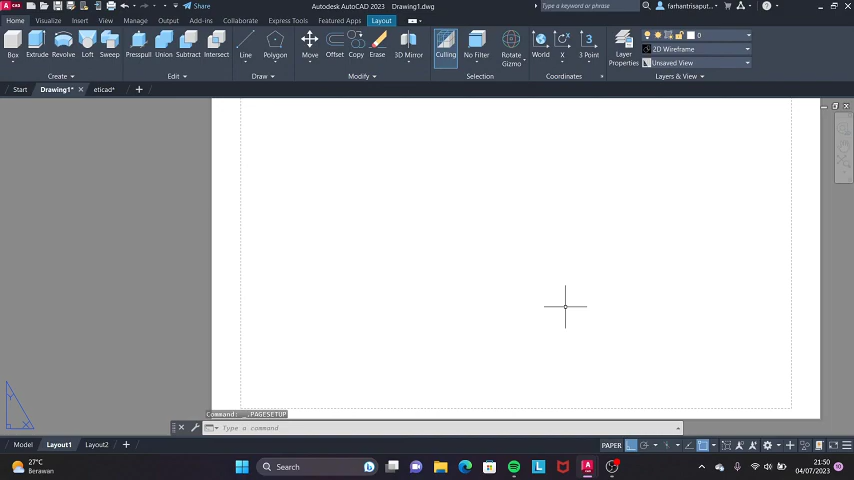 CAD Share Autodesk AutoCAD 2023 Drawing1.dwg Type a keyword or phrase farhantrisaput...
Home Visualize Insert View Manage Output Add-ins Collaborate Express Tools Featured Apps Layout
0
2D Wireframe
Unsaved View
Box Extrude Revolve Loft Sweep Presspull Union Subtract Intersect Line Polygon Move Offset Copy Erase 3D Mirror Culling No Filter Rotate Gizmo World X 3 Point Layer Properties
Create Edit Draw Modify Selection Coordinates Layers & View
Start Drawing1* eticad*
Y
X
Command: _.PAGESETUP
Type a command
Model Layout1 Layout2 PAPER
27°C
Berawan
Search
21:50
04/07/2023